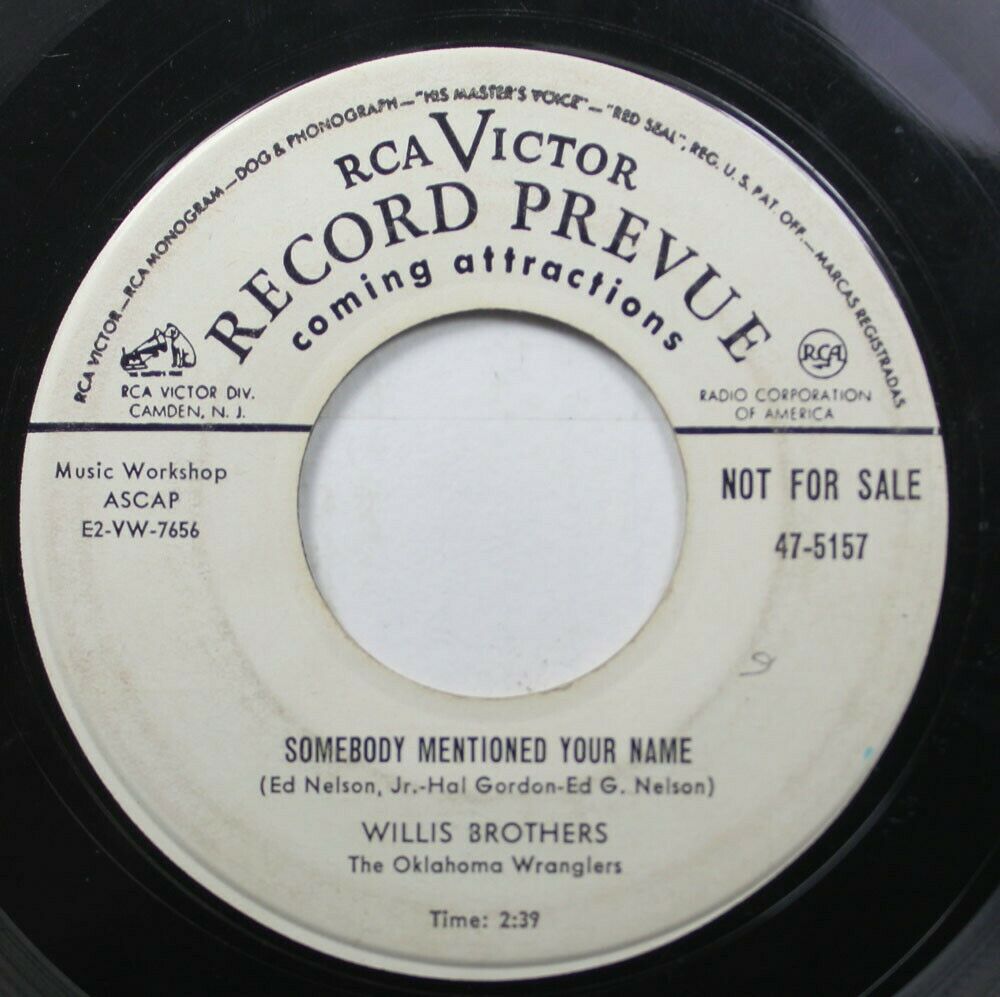 RCA VICTOR—RCA MONOGRAM—DOG & PHONOGRAPH—"HIS MASTER'S VOICE"—"RED SEAL", REG. U. S. PAT. OFF.—MARCAS REGISTRADAS
RCA VICTOR
RECORD PREVUE
coming attractions
RCA VICTOR DIV.
CAMDEN, N. J.
RCA
RADIO CORPORATION
OF AMERICA
Music Workshop
ASCAP
E2-VW-7656
NOT FOR SALE
47-5157
SOMEBODY MENTIONED YOUR NAME
(Ed Nelson, Jr.-Hal Gordon-Ed G. Nelson)
WILLIS BROTHERS
The Oklahoma Wranglers
Time: 2:39